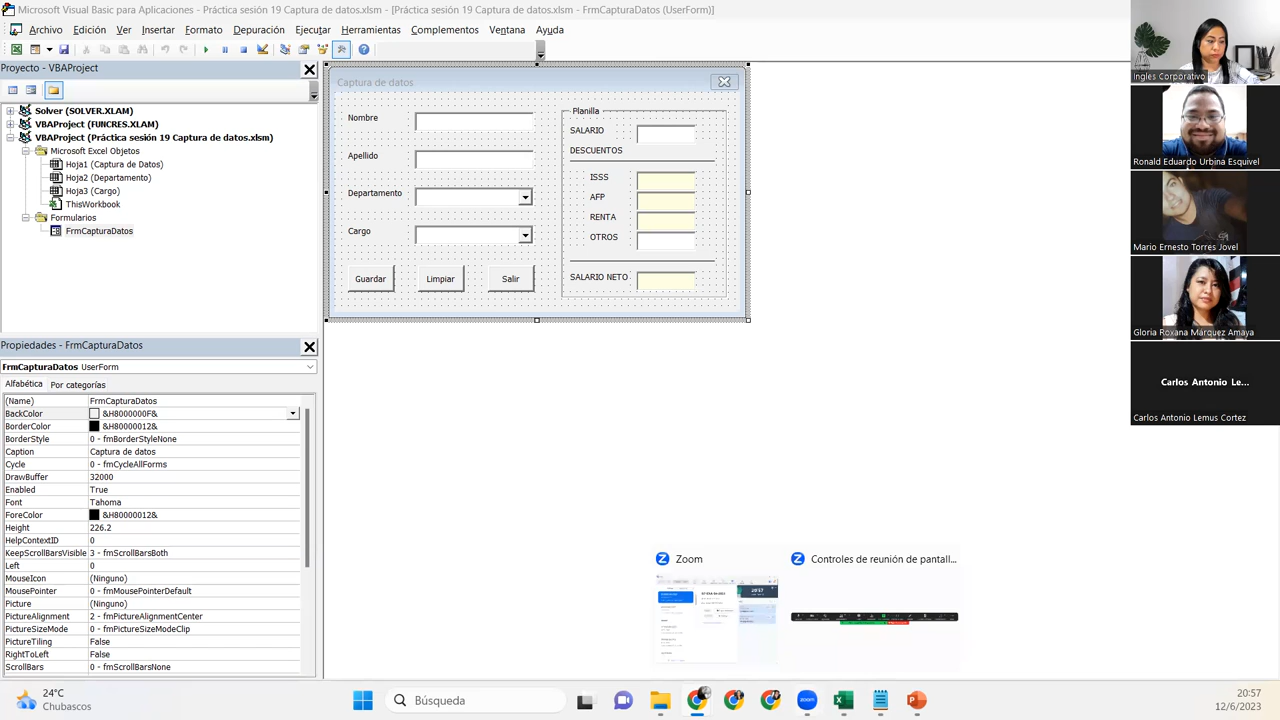 Microsoft Visual Basic para Aplicaciones - Práctica sesión 19 Captura de datos.xlsm - [Práctica sesión 19 Captura de datos.xlsm - FrmCapturaDatos (UserForm)]
Archivo Edición Ver Insertar Formato Depuración Ejecutar Herramientas Complementos Ventana Ayuda
Proyecto - VBAProject
Solver (SOLVER.XLAM)
VBAProject (FUNCRES.XLAM)
VBAProject (Práctica sesión 19 Captura de datos.xlsm)
Microsoft Excel Objetos
Hoja1 (Captura de Datos)
Hoja2 (Departamento)
Hoja3 (Cargo)
ThisWorkbook
Formularios
FrmCapturaDatos
Propiedades - FrmCapturaDatos
FrmCapturaDatos UserForm
Alfabética Por categorías
(Name) FrmCapturaDatos
BackColor &H8000000F&
BorderColor &H80000012&
BorderStyle 0 - fmBorderStyleNone
Caption Captura de datos
Cycle 0 - fmCycleAllForms
DrawBuffer 32000
Enabled True
Font Tahoma
ForeColor &H80000012&
Height 226.2
HelpContextID 0
KeepScrollBarsVisible 3 - fmScrollBarsBoth
Left 0
MouseIcon (Ninguno)
MousePointer 0 - fmMousePointerDefault
Picture (Ninguno)
PictureAlignment 2 - fmPictureAlignmentCenter
PictureSizeMode 0 - fmPictureSizeModeClip
PictureTiling False
RightToLeft False
ScrollBars 0 - fmScrollBarsNone
Captura de datos
Nombre
Apellido
Departamento
Cargo
Guardar Limpiar Salir
Planilla
SALARIO
DESCUENTOS
ISSS
AFP
RENTA
OTROS
SALARIO NETO
Ingles Corporativo
Ronald Eduardo Urbina Esquivel
Mario Ernesto Torres Jovel
Gloria Roxana Márquez Amaya
Carlos Antonio Le...
Carlos Antonio Lemus Cortez
Zoom
Controles de reunión de pantall...
24°C
Chubascos
Búsqueda
20:57
12/6/2023